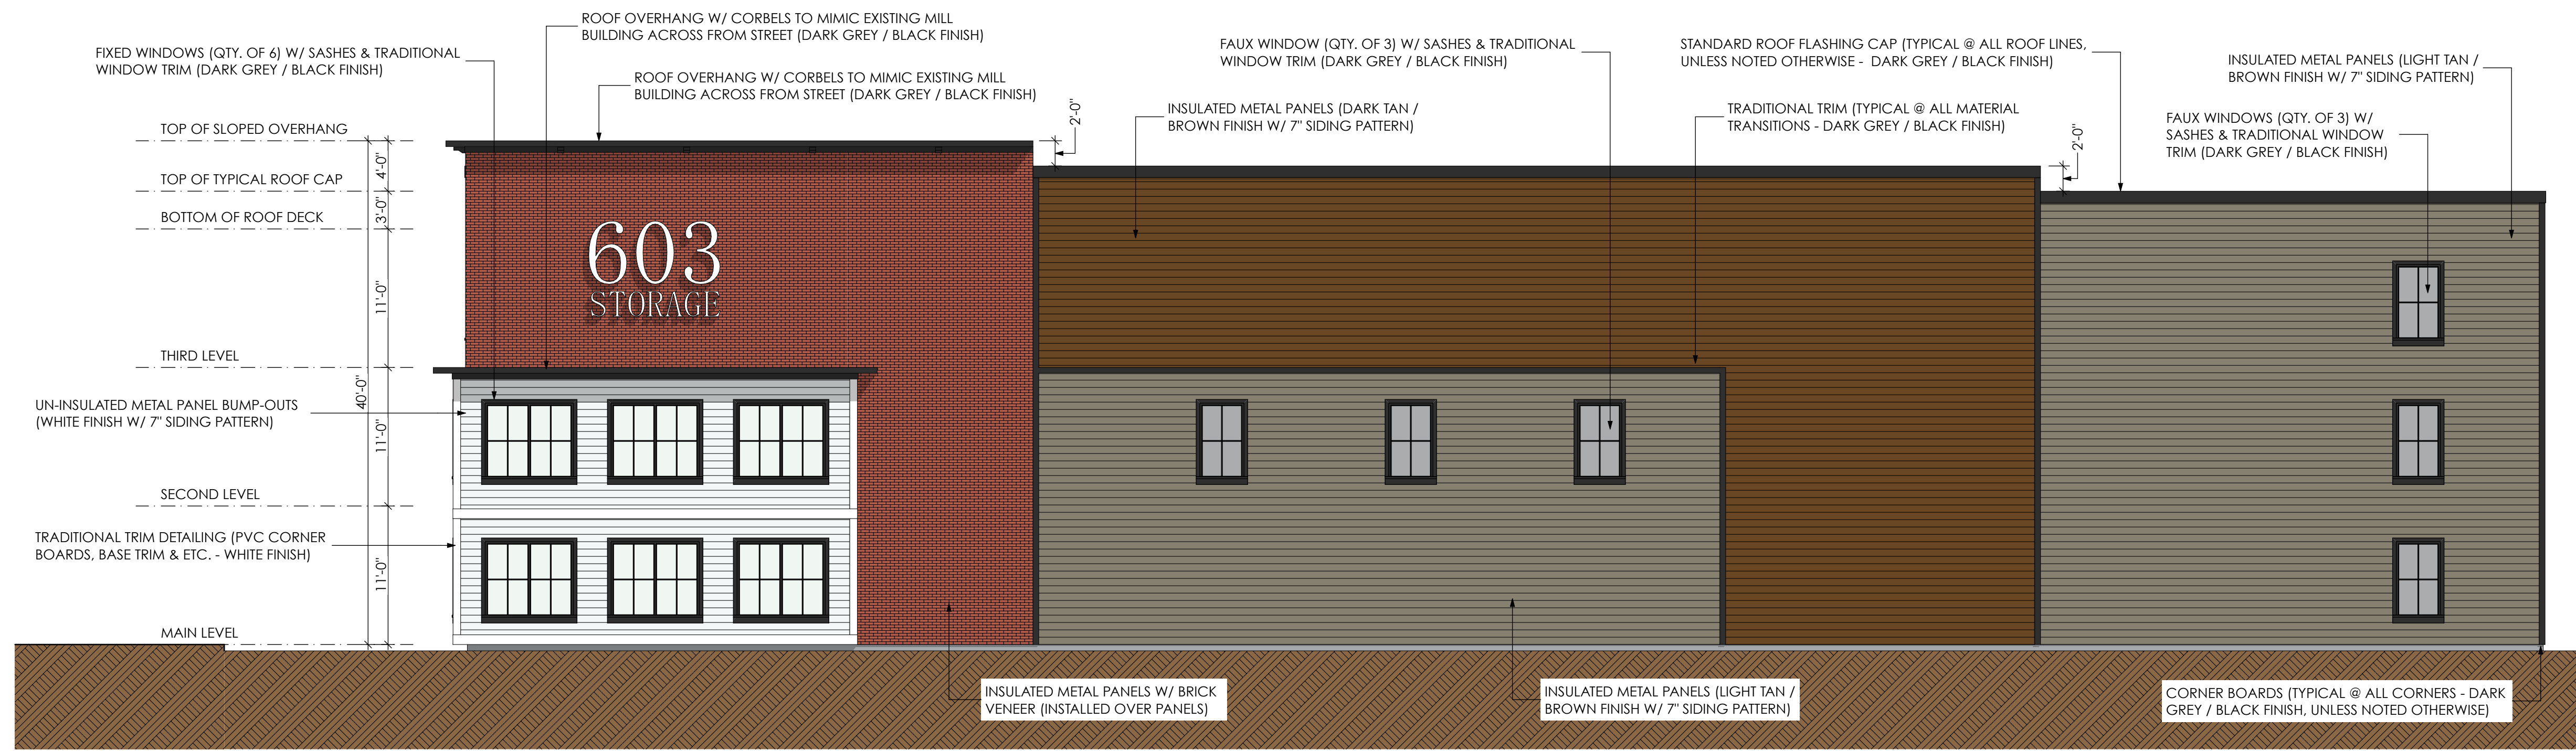 ROOF OVERHANG W/ CORBELS TO MIMIC EXISTING MILL
BUILDING ACROSS FROM STREET (DARK GREY / BLACK FINISH)
FIXED WINDOWS (QTY. OF 6) W/ SASHES & TRADITIONAL
WINDOW TRIM (DARK GREY / BLACK FINISH)
ROOF OVERHANG W/ CORBELS TO MIMIC EXISTING MILL
BUILDING ACROSS FROM STREET (DARK GREY / BLACK FINISH)
FAUX WINDOW (QTY. OF 3) W/ SASHES & TRADITIONAL
WINDOW TRIM (DARK GREY / BLACK FINISH)
STANDARD ROOF FLASHING CAP (TYPICAL @ ALL ROOF LINES,
UNLESS NOTED OTHERWISE - DARK GREY / BLACK FINISH)
INSULATED METAL PANELS (LIGHT TAN /
BROWN FINISH W/ 7" SIDING PATTERN)
INSULATED METAL PANELS (DARK TAN /
BROWN FINISH W/ 7" SIDING PATTERN)
TRADITIONAL TRIM (TYPICAL @ ALL MATERIAL
TRANSITIONS - DARK GREY / BLACK FINISH)
FAUX WINDOWS (QTY. OF 3) W/
SASHES & TRADITIONAL WINDOW
TRIM (DARK GREY / BLACK FINISH)
2'-0"
2'-0"
TOP OF SLOPED OVERHANG
4'-0"
TOP OF TYPICAL ROOF CAP
3'-0"
BOTTOM OF ROOF DECK
11'-0"
603
STORAGE
THIRD LEVEL
40'-0"
UN-INSULATED METAL PANEL BUMP-OUTS
(WHITE FINISH W/ 7" SIDING PATTERN)
11'-0"
SECOND LEVEL
TRADITIONAL TRIM DETAILING (PVC CORNER
BOARDS, BASE TRIM & ETC. - WHITE FINISH)
11'-0"
MAIN LEVEL
INSULATED METAL PANELS W/ BRICK
VENEER (INSTALLED OVER PANELS)
INSULATED METAL PANELS (LIGHT TAN /
BROWN FINISH W/ 7" SIDING PATTERN)
CORNER BOARDS (TYPICAL @ ALL CORNERS - DARK
GREY / BLACK FINISH, UNLESS NOTED OTHERWISE)